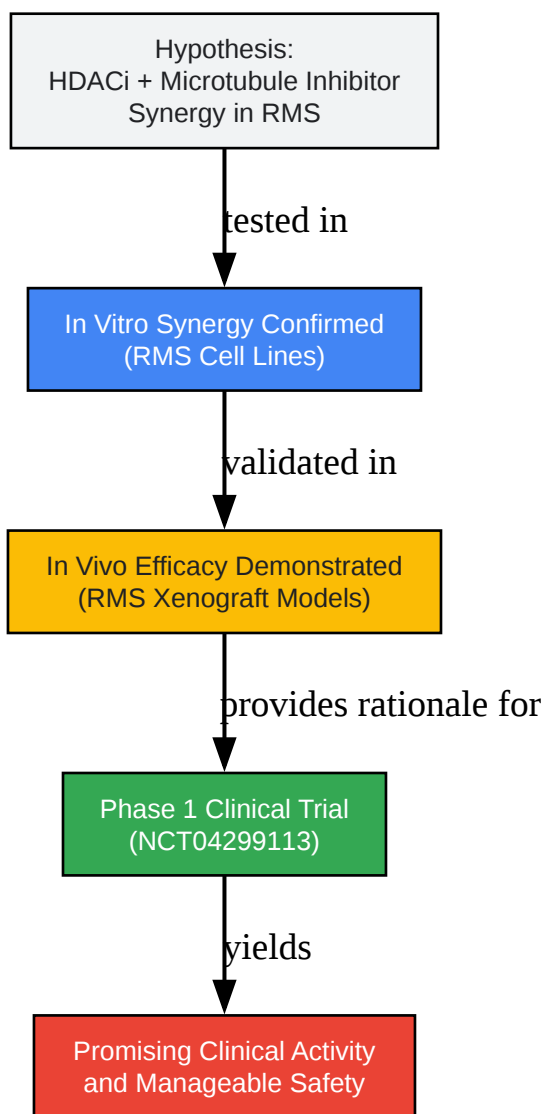 Hypothesis:
HDACi + Microtubule Inhibitor
Synergy in RMS
tested in
In Vitro Synergy Confirmed
(RMS Cell Lines)
validated in
In Vivo Efficacy Demonstrated
(RMS Xenograft Models)
provides rationale for
Phase 1 Clinical Trial
(NCT04299113)
yields
Promising Clinical Activity
and Manageable Safety